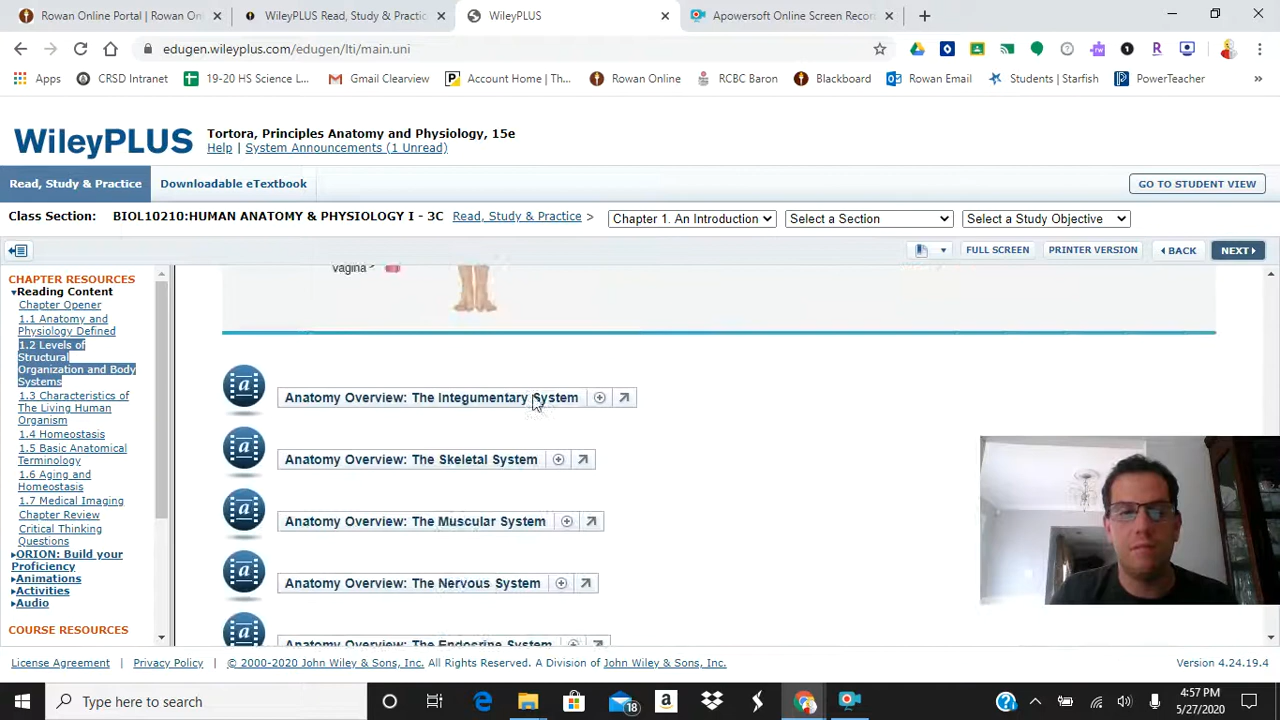 Rowan Online Portal | Rowan On
WileyPLUS Read, Study & Practic
WileyPLUS
Apowersoft Online Screen Record
edugen.wileyplus.com/edugen/lti/main.uni
Apps
CRSD Intranet
19-20 HS Science L...
Gmail Clearview
Account Home | Th...
Rowan Online
RCBC Baron
Blackboard
Rowan Email
Students | Starfish
PowerTeacher
WileyPLUS
Tortora, Principles Anatomy and Physiology, 15e
Help | System Announcements (1 Unread)
Read, Study & Practice
Downloadable eTextbook
GO TO STUDENT VIEW
Class Section: BIOL10210:HUMAN ANATOMY & PHYSIOLOGY I - 3C Read, Study & Practice >
Chapter 1. An Introduction
Select a Section
Select a Study Objective
FULL SCREEN
PRINTER VERSION
BACK
NEXT
CHAPTER RESOURCES
Reading Content
Chapter Opener
1.1 Anatomy and
Physiology Defined
1.2 Levels of
Structural
Organization and Body
Systems
1.3 Characteristics of
The Living Human
Organism
1.4 Homeostasis
1.5 Basic Anatomical
Terminology
1.6 Aging and
Homeostasis
1.7 Medical Imaging
Chapter Review
Critical Thinking
Questions
ORION: Build your
Proficiency
Animations
Activities
Audio
COURSE RESOURCES
Vagina
Anatomy Overview: The Integumentary System
Anatomy Overview: The Skeletal System
Anatomy Overview: The Muscular System
Anatomy Overview: The Nervous System
Anatomy Overview: The Endocrine System
License Agreement | Privacy Policy | © 2000-2020 John Wiley & Sons, Inc. All Rights Reserved. A Division of John Wiley & Sons, Inc.
Version 4.24.19.4
Type here to search
18
4:57 PM
5/27/2020